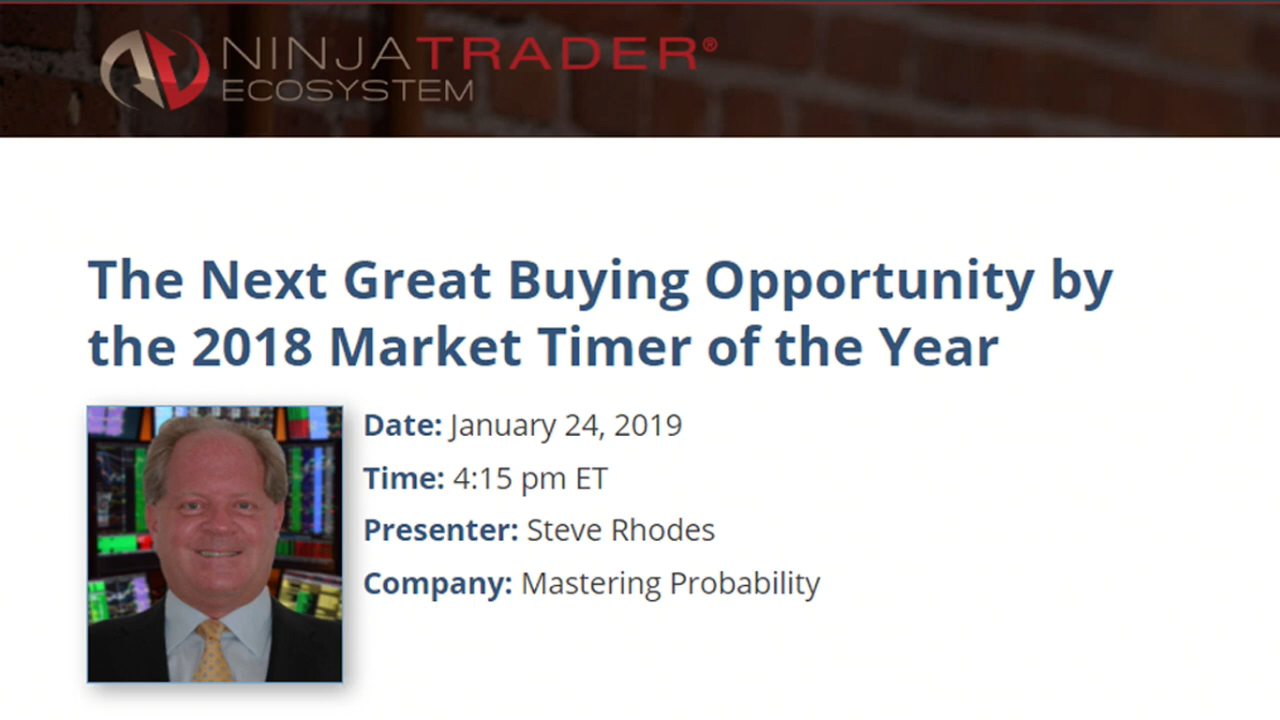 NINJATRADER®
ECOSYSTEM
The Next Great Buying Opportunity by
the 2018 Market Timer of the Year
Date: January 24, 2019
Time: 4:15 pm ET
Presenter: Steve Rhodes
Company: Mastering Probability